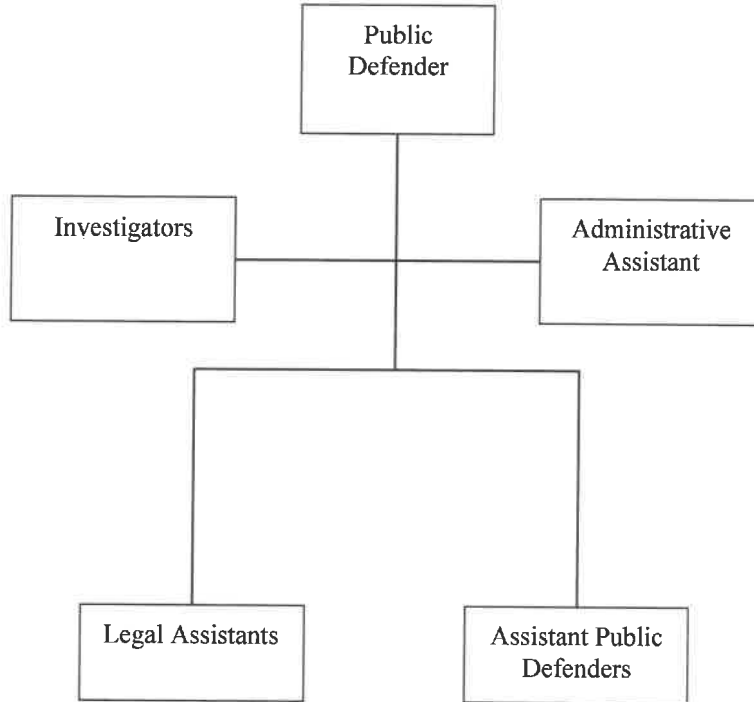 Public
Defender
Investigators
Administrative
Assistant
Legal Assistants
Assistant Public
Defenders